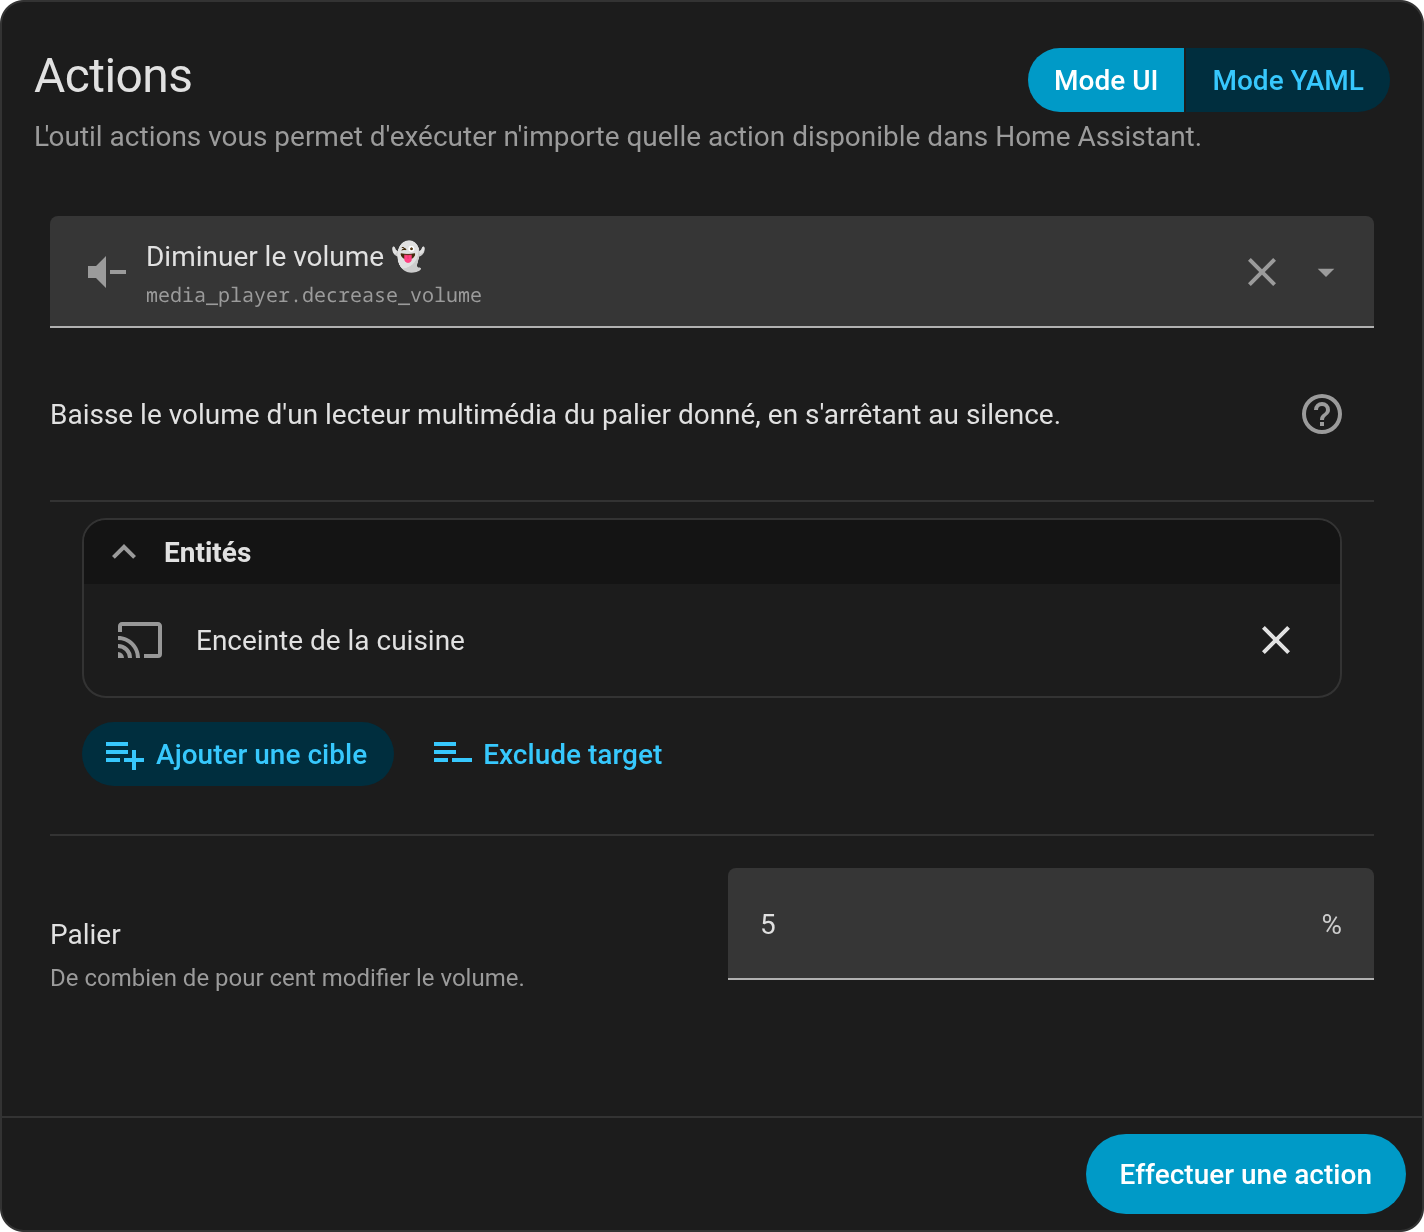 Actions
Mode UI
Mode YAML
L'outil actions vous permet d'exécuter n'importe quelle action disponible dans Home Assistant.
Diminuer le volume 👻
media_player.decrease_volume
Baisse le volume d'un lecteur multimédia du palier donné, en s'arrêtant au silence.
Entités
Enceinte de la cuisine
Ajouter une cible
Exclude target
Palier
De combien de pour cent modifier le volume.
5
%
Effectuer une action